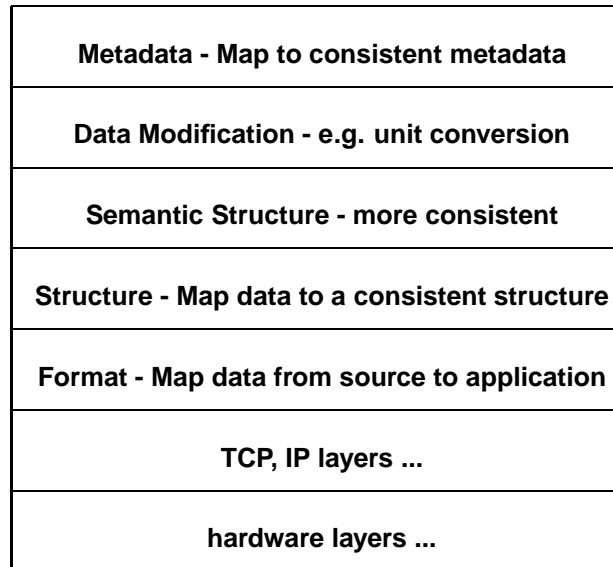 Metadata - Map to consistent metadata
Data Modification - e.g. unit conversion
Semantic Structure - more consistent
Structure - Map data to a consistent structure
Format - Map data from source to application
TCP, IP layers ...
hardware layers ...